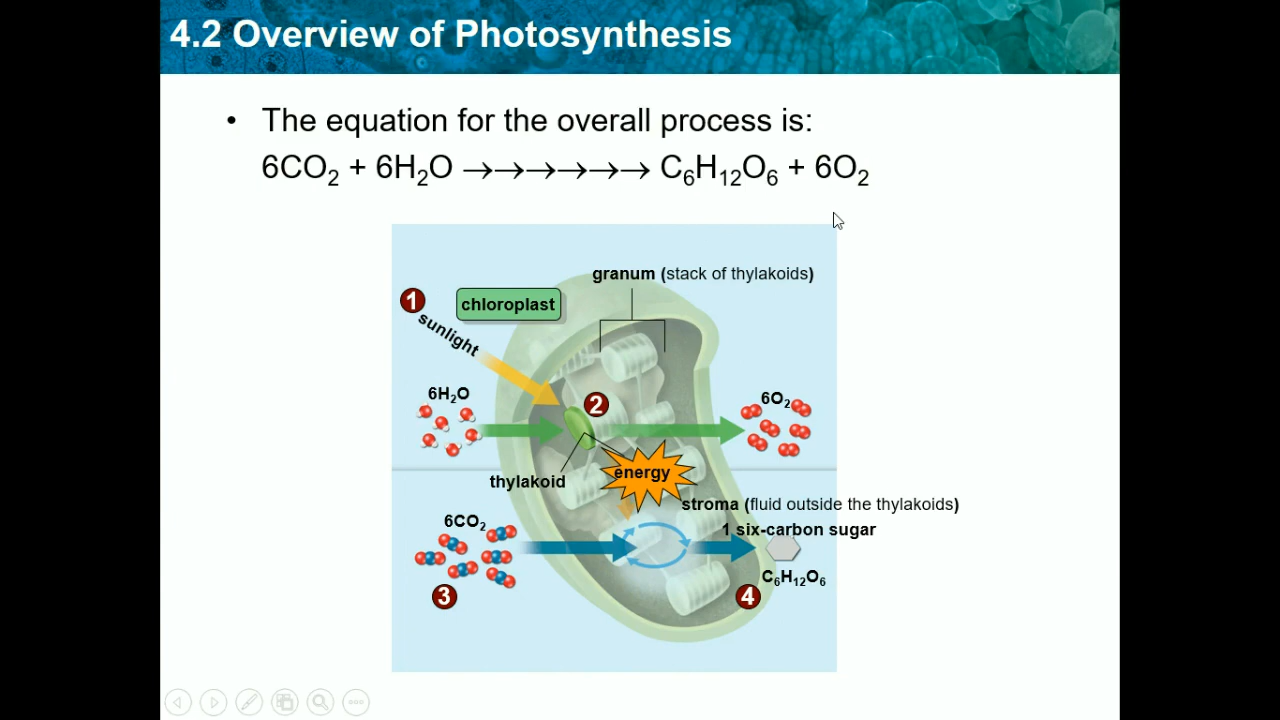 4.2 Overview of Photosynthesis
• The equation for the overall process is:
6CO₂ + 6H₂O →→→→→→ C₆H₁₂O₆ + 6O₂
granum (stack of thylakoids)
1
chloroplast
sunlight
6H₂O
2
6O₂
energy
thylakoid
stroma (fluid outside the thylakoids)
6CO₂
1 six-carbon sugar
C₆H₁₂O₆
3
4